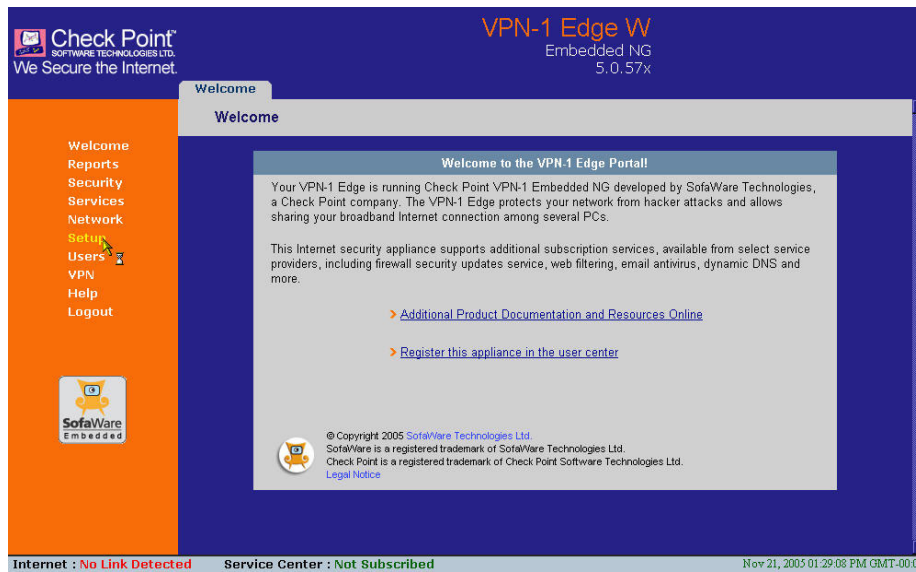 Check Point™
SOFTWARE TECHNOLOGIES LTD.
We Secure the Internet.
VPN-1 Edge W
Embedded NG
5.0.57x
Welcome
Welcome
Welcome
Reports
Security
Services
Network
Setup
Users
VPN
Help
Logout
SofaWare
Embedded
Welcome to the VPN-1 Edge Portal!
Your VPN-1 Edge is running Check Point VPN-1 Embedded NG developed by SofaWare Technologies,
a Check Point company. The VPN-1 Edge protects your network from hacker attacks and allows
sharing your broadband Internet connection among several PCs.
This Internet security appliance supports additional subscription services, available from select service
providers, including firewall security updates service, web filtering, email antivirus, dynamic DNS and
more.
> Additional Product Documentation and Resources Online
> Register this appliance in the user center
© Copyright 2005 SofaWare Technologies Ltd.
SofaWare is a registered trademark of SofaWare Technologies Ltd.
Check Point is a registered trademark of Check Point Software Technologies Ltd.
Legal Notice
Internet : No Link Detected
Service Center : Not Subscribed
Nov 21, 2005 01:29:08 PM GMT-00: